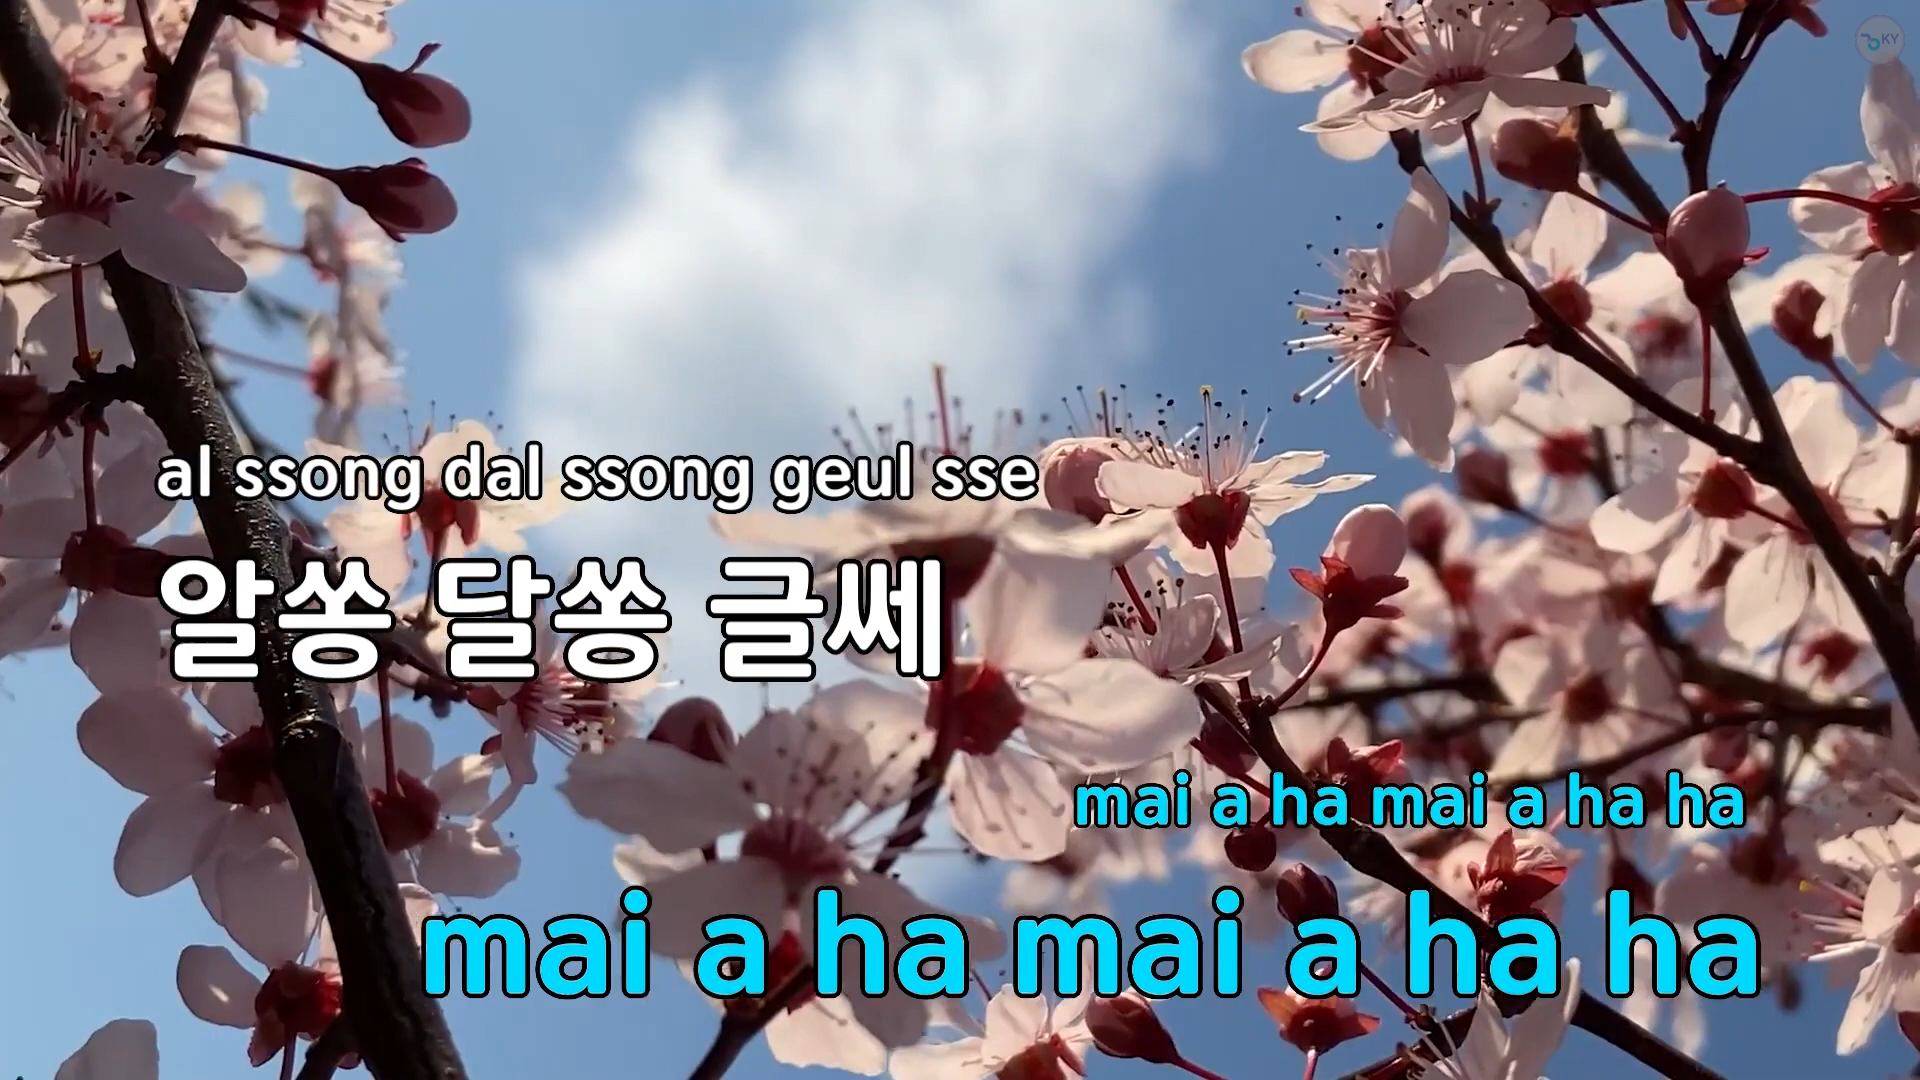 KY
al ssong dal ssong geul sse
알쏭 달쏭 글쎄
mai a ha mai a ha ha
mai a ha mai a ha ha